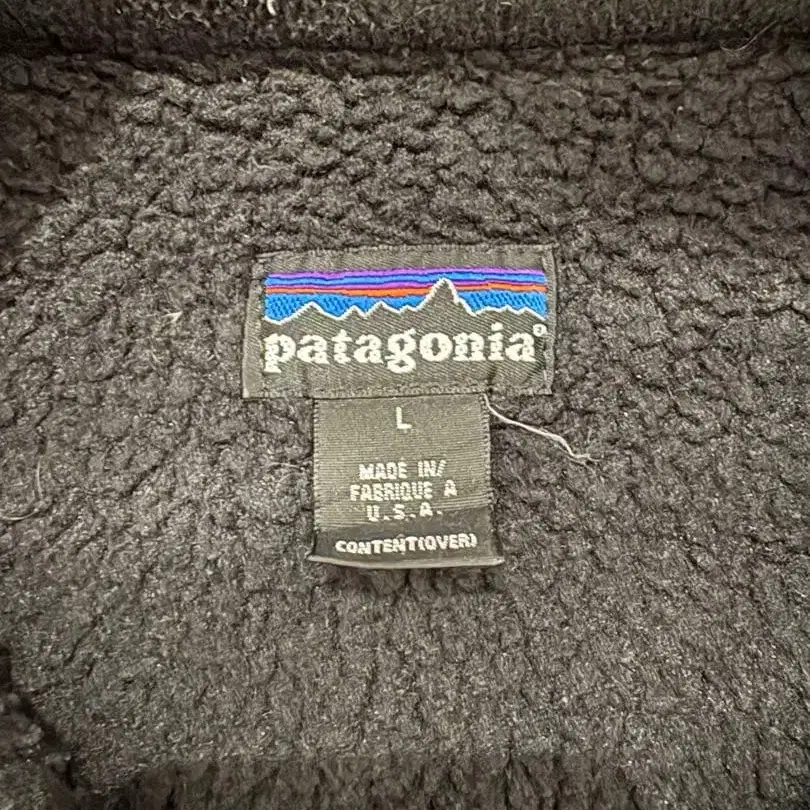 patagonia®
L
MADE IN/
FABRIQUE A
U.S.A.
CONTENT(OVER)